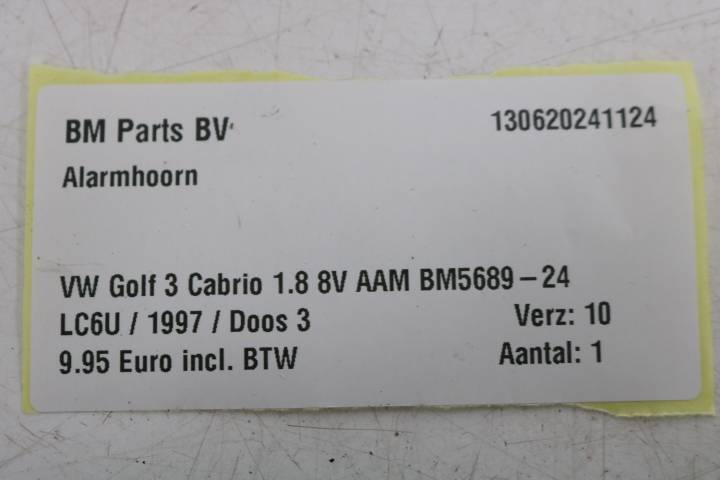 BM Parts BV
130620241124
Alarmhoorn
VW Golf 3 Cabrio 1.8 8V AAM BM5689-24
LC6U / 1997 / Doos 3
Verz: 10
9.95 Euro incl. BTW
Aantal: 1